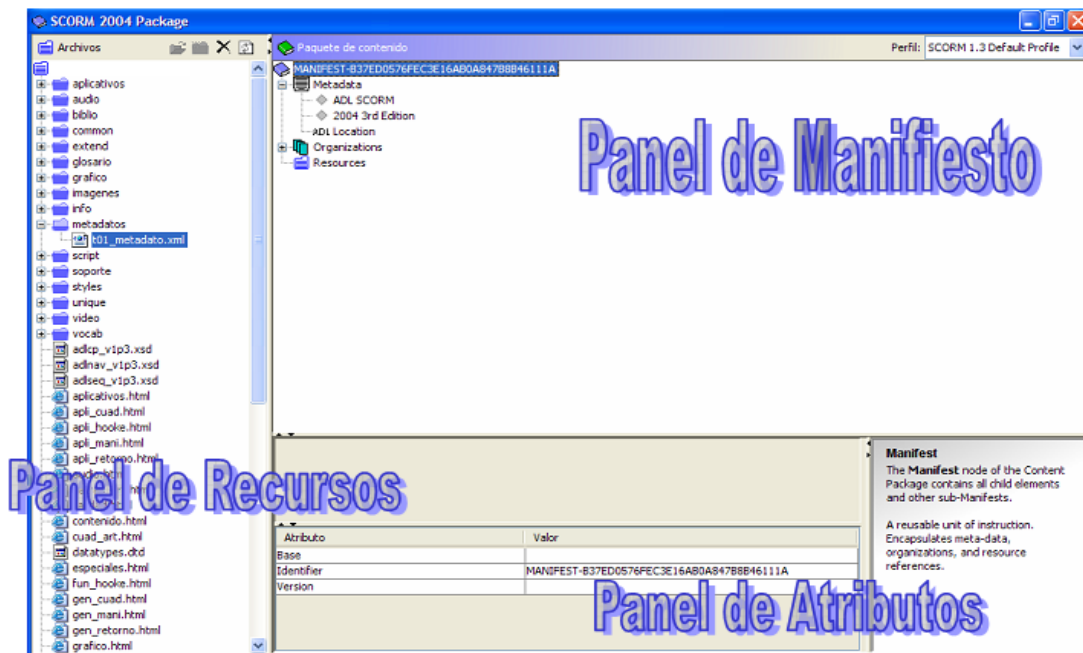 SCORM 2004 Package
Archivos
Paquete de contenido
Perfil: SCORM 1.3 Default Profile
aplicativos
audio
biblio
common
extend
glosario
grafico
imagenes
info
metadatos
t01_metadato.xml
script
soporte
styles
unique
video
vocab
adlcp_v1p3.xsd
adlnav_v1p3.xsd
adlseq_v1p3.xsd
aplicativos.html
apli_cuad.html
apli_hooke.html
apli_mani.html
apli_retorno.html
contenido.html
cuad_art.html
datatypes.dtd
especiales.html
fun_hooke.html
gen_cuad.html
gen_mani.html
gen_retorno.html
grafico.html
Panel de Recursos
MANIFEST-B37ED0576FEC3E16AB0A847B8B46111A
Metadata
ADL SCORM
2004 3rd Edition
ADL Location
Organizations
Resources
Panel de Manifiesto
Atributo Valor
Base
Identifier MANIFEST-B37ED0576FEC3E16AB0A847B8B46111A
Version
Panel de Atributos
Manifest
The Manifest node of the Content
Package contains all child elements
and other sub-Manifests.
A reusable unit of instruction.
Encapsulates meta-data,
organizations, and resource
references.